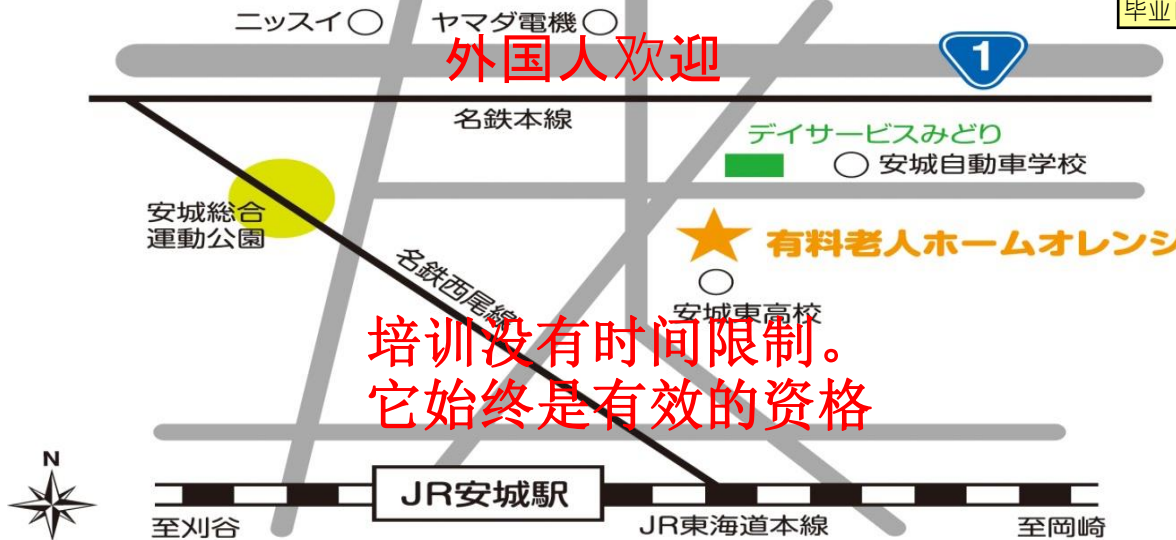 ニッスイ
ヤマダ電機
毕业
外国人欢迎
1
名鉄本線
デイサービスみどり
安城自動車学校
安城総合
運動公園
有料老人ホームオレンジ
名鉄西尾線
安城東高校
培训没有时间限制。
它始终是有效的资格
N
JR安城駅
至刈谷
JR東海道本線
至岡崎